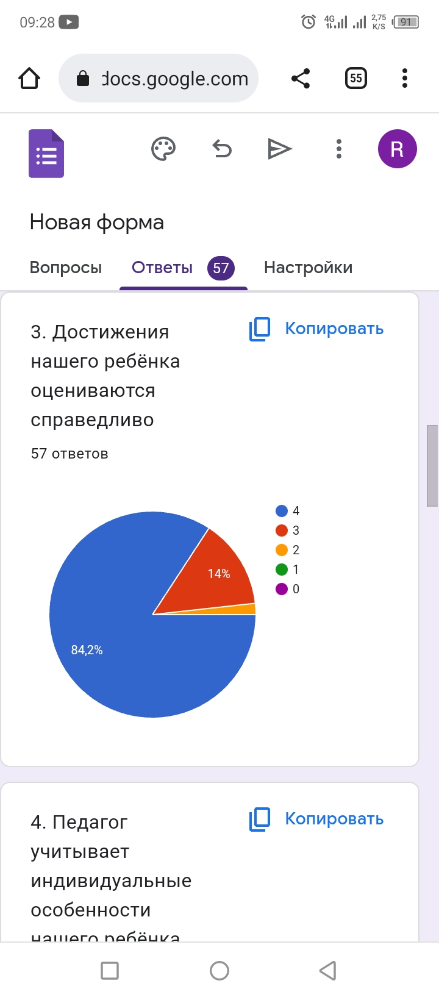 09:28 4G 2,75 K/S 91
docs.google.com 55
R
Новая форма
Вопросы Ответы 57 Настройки
3. Достижения
нашего ребёнка
оцениваются
справедливо
Копировать
57 ответов
4
3
2
1
0
14%
84,2%
4. Педагог
учитывает
индивидуальные
особенности
нашего ребёнка
Копировать